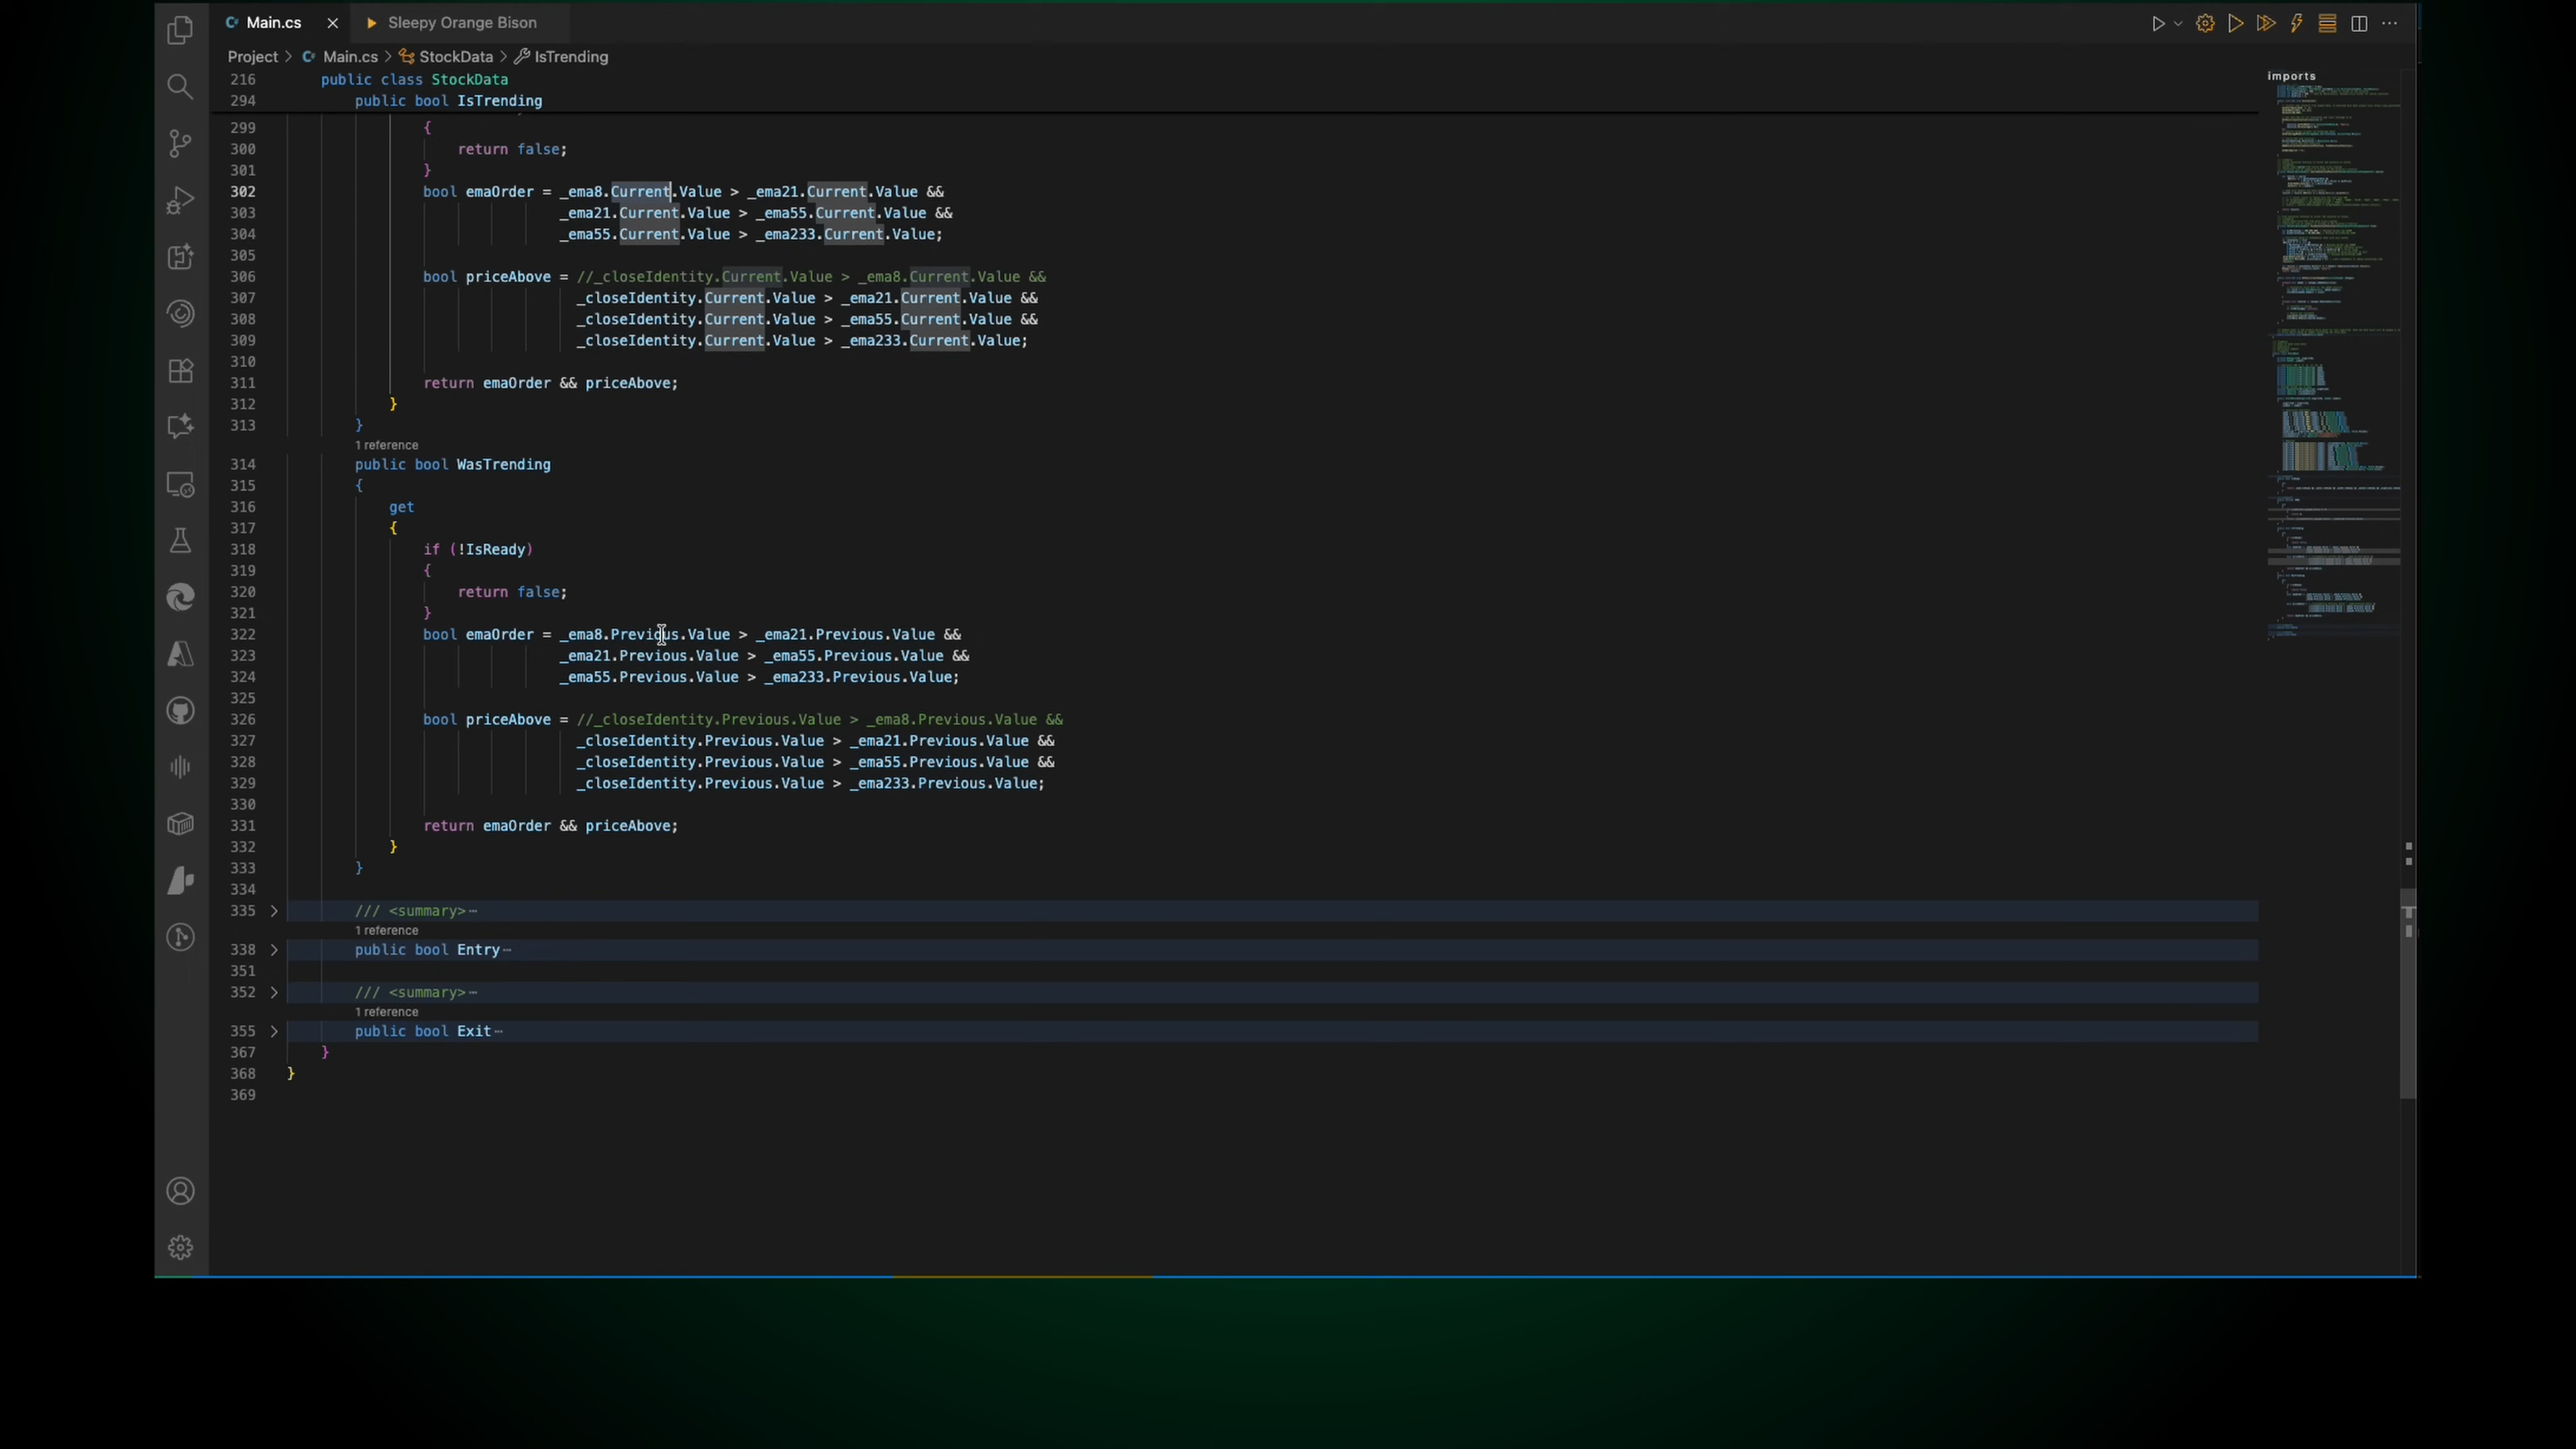 Main.cs
Sleepy Orange Bison
Project > Main.cs > StockData > IsTrending
216 public class StockData
294 public bool IsTrending
299 {
300 return false;
301 }
302 bool emaOrder = _ema8.Current.Value > _ema21.Current.Value &&
303 _ema21.Current.Value > _ema55.Current.Value &&
304 _ema55.Current.Value > _ema233.Current.Value;
305
306 bool priceAbove = //_closeIdentity.Current.Value > _ema8.Current.Value &&
307 _closeIdentity.Current.Value > _ema21.Current.Value &&
308 _closeIdentity.Current.Value > _ema55.Current.Value &&
309 _closeIdentity.Current.Value > _ema233.Current.Value;
310
311 return emaOrder && priceAbove;
312 }
313 }
1 reference
314 public bool WasTrending
315 {
316 get
317 {
318 if (!IsReady)
319 {
320 return false;
321 }
322 bool emaOrder = _ema8.Previous.Value > _ema21.Previous.Value &&
323 _ema21.Previous.Value > _ema55.Previous.Value &&
324 _ema55.Previous.Value > _ema233.Previous.Value;
325
326 bool priceAbove = //_closeIdentity.Previous.Value > _ema8.Previous.Value &&
327 _closeIdentity.Previous.Value > _ema21.Previous.Value &&
328 _closeIdentity.Previous.Value > _ema55.Previous.Value &&
329 _closeIdentity.Previous.Value > _ema233.Previous.Value;
330
331 return emaOrder && priceAbove;
332 }
333 }
334
335 /// <summary>⋯
1 reference
338 public bool Entry⋯
351
352 /// <summary>⋯
1 reference
355 public bool Exit⋯
367 }
368 }
369
imports